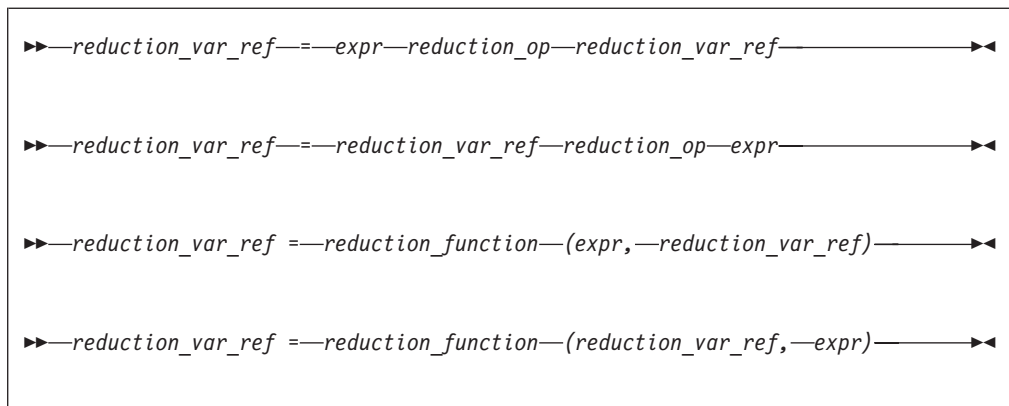 ►►—reduction_var_ref—=—expr—reduction_op—reduction_var_ref—►◄
►►—reduction_var_ref—=—reduction_var_ref—reduction_op—expr—►◄
►►—reduction_var_ref =—reduction_function—(expr,—reduction_var_ref)—►◄
►►—reduction_var_ref =—reduction_function—(reduction_var_ref,—expr)—►◄